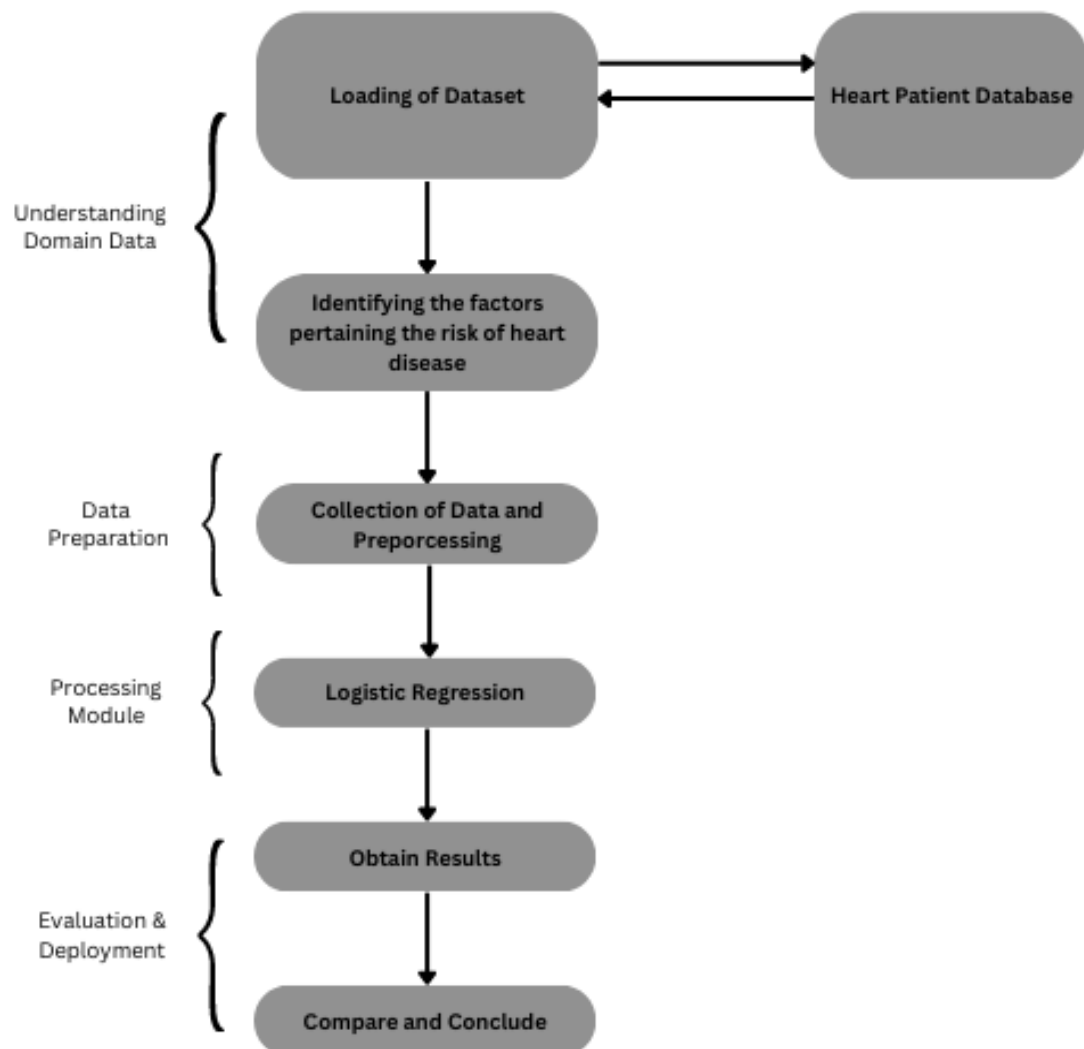 Loading of Dataset
Heart Patient Database
Understanding
Domain Data
Identifying the factors
pertaining the risk of heart
disease
Data
Preparation
Collection of Data and
Preporcessing
Processing
Module
Logistic Regression
Obtain Results
Evaluation &
Deployment
Compare and Conclude